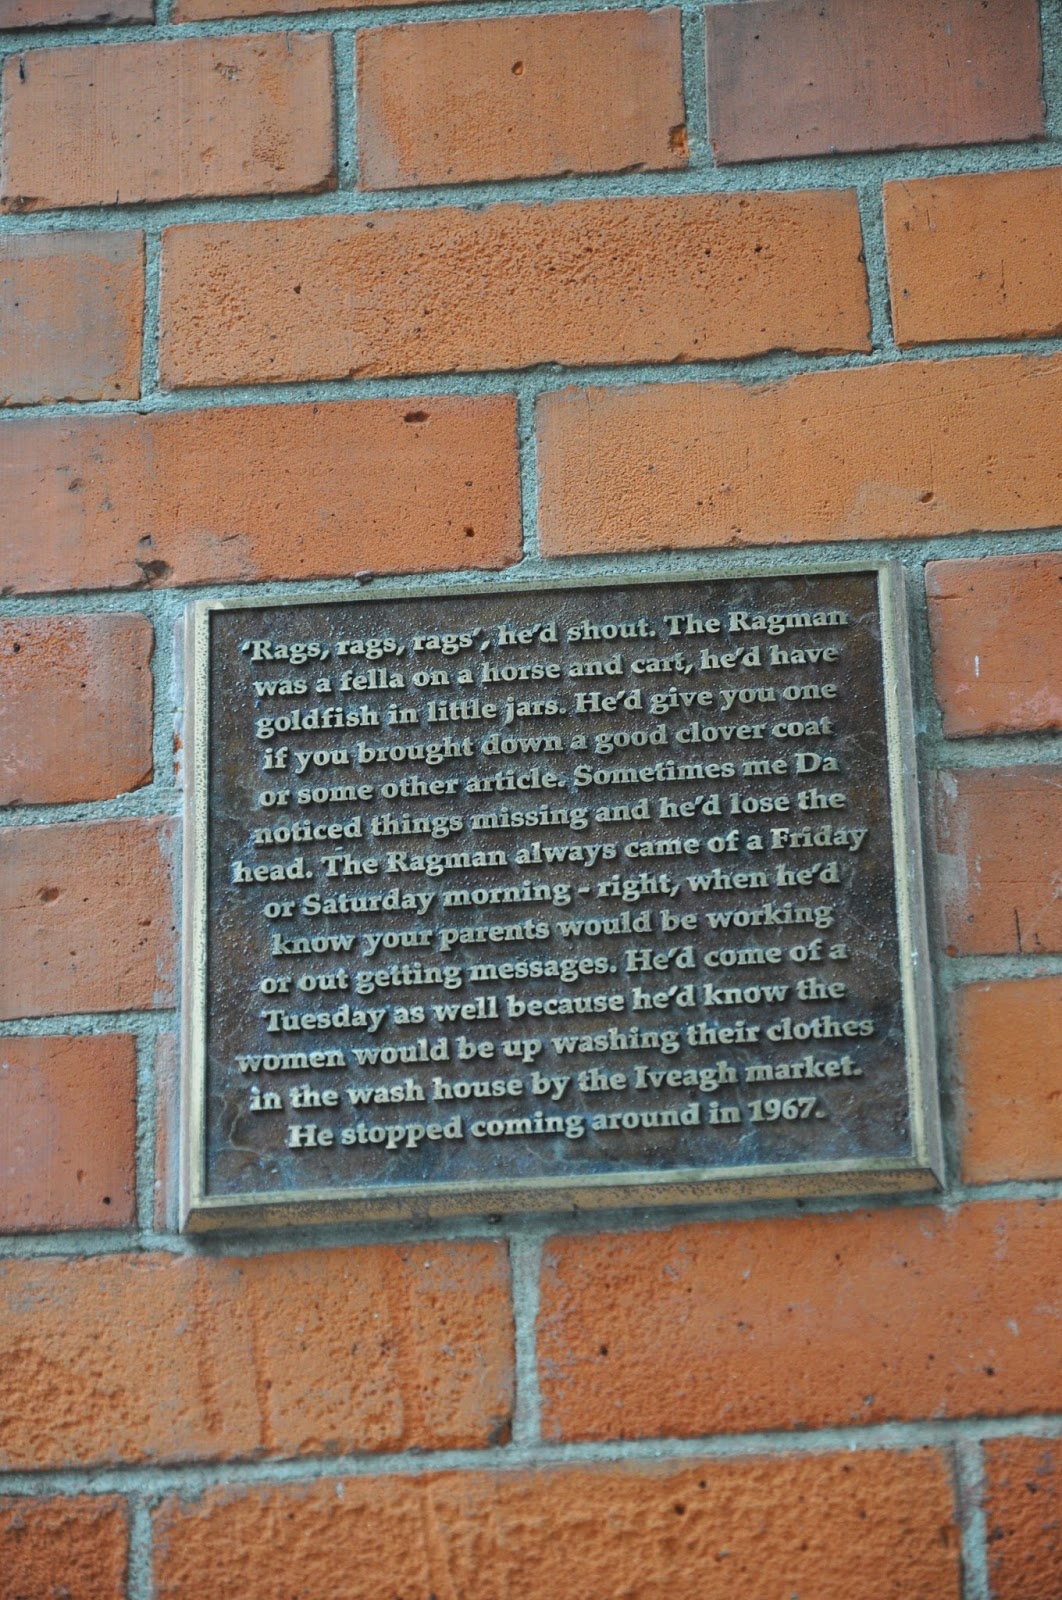 ‘Rags, rags, rags’, he’d shout. The Ragman
was a fella on a horse and cart, he’d have
goldfish in little jars. He’d give you one
if you brought down a good clover coat
or some other article. Sometimes me Da
noticed things missing and he’d lose the
head. The Ragman always came of a Friday
or Saturday morning - right, when he’d
know your parents would be working
or out getting messages. He’d come of a
Tuesday as well because he’d know the
women would be up washing their clothes
in the wash house by the Iveagh market.
He stopped coming around in 1967.